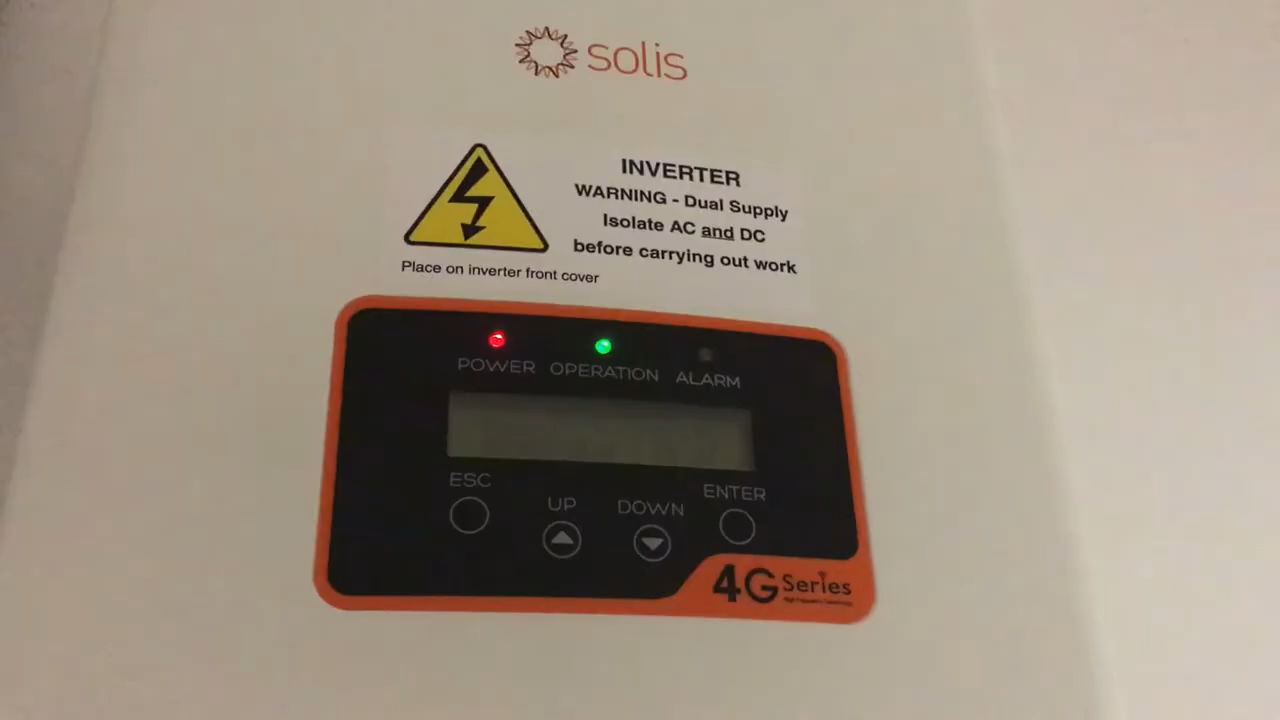 solis
INVERTER
WARNING - Dual Supply
Isolate AC and DC
before carrying out work
Place on inverter front cover
POWER OPERATION ALARM
ESC
UP
DOWN
ENTER
4G Series